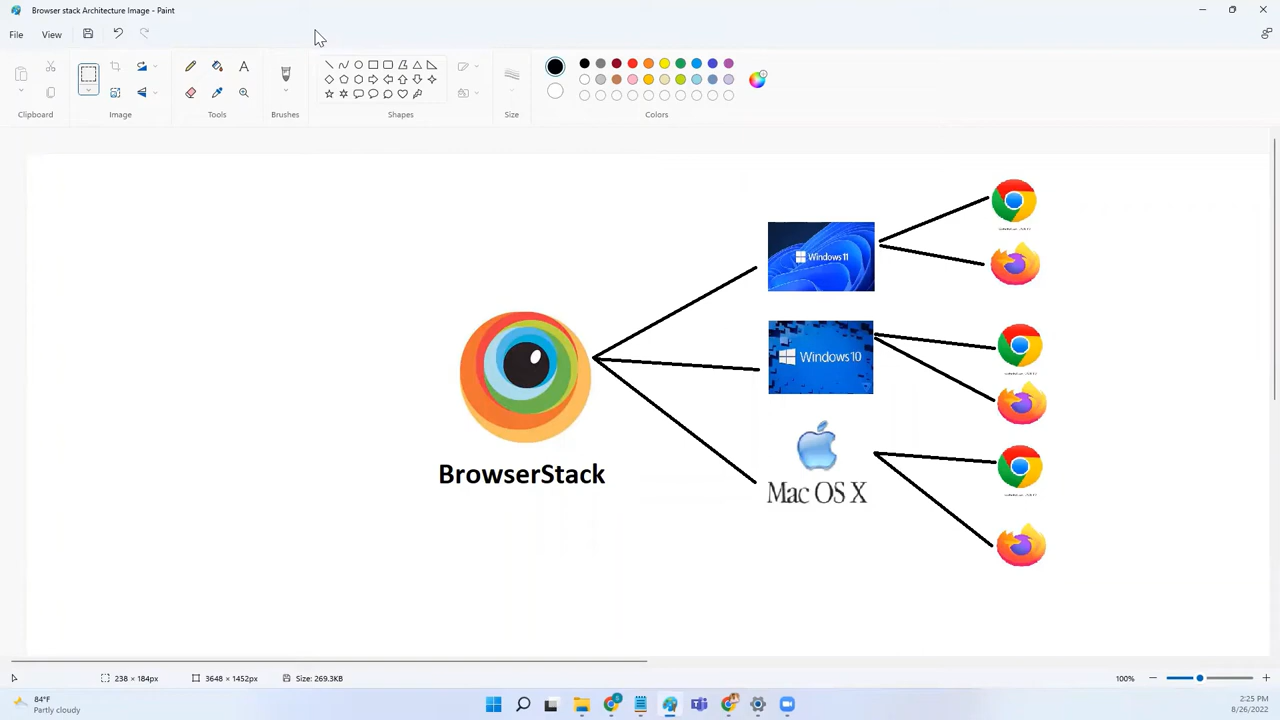 Browser stack Architecture Image - Paint
File
View
Clipboard
Image
Tools
Brushes
Shapes
Size
Colors
Windows 11
Windows 10
BrowserStack
Mac OS X
238 × 184px
3648 × 1452px
Size: 269.3KB
100%
84°F
Partly cloudy
2:25 PM
8/26/2022